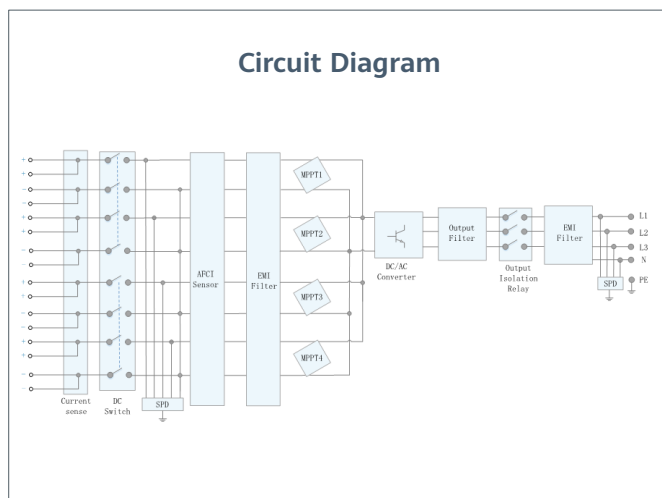 Circuit Diagram
+
+
−
−
+
+
−
−
+
+
−
−
+
+
−
−
Current
sense
DC
Switch
SPD
AFCI
Sensor
EMI
Filter
MPPT1
MPPT2
MPPT3
MPPT4
DC/AC
Converter
Output
Filter
Output
Isolation
Relay
EMI
Filter
L1
L2
L3
N
SPD
PE